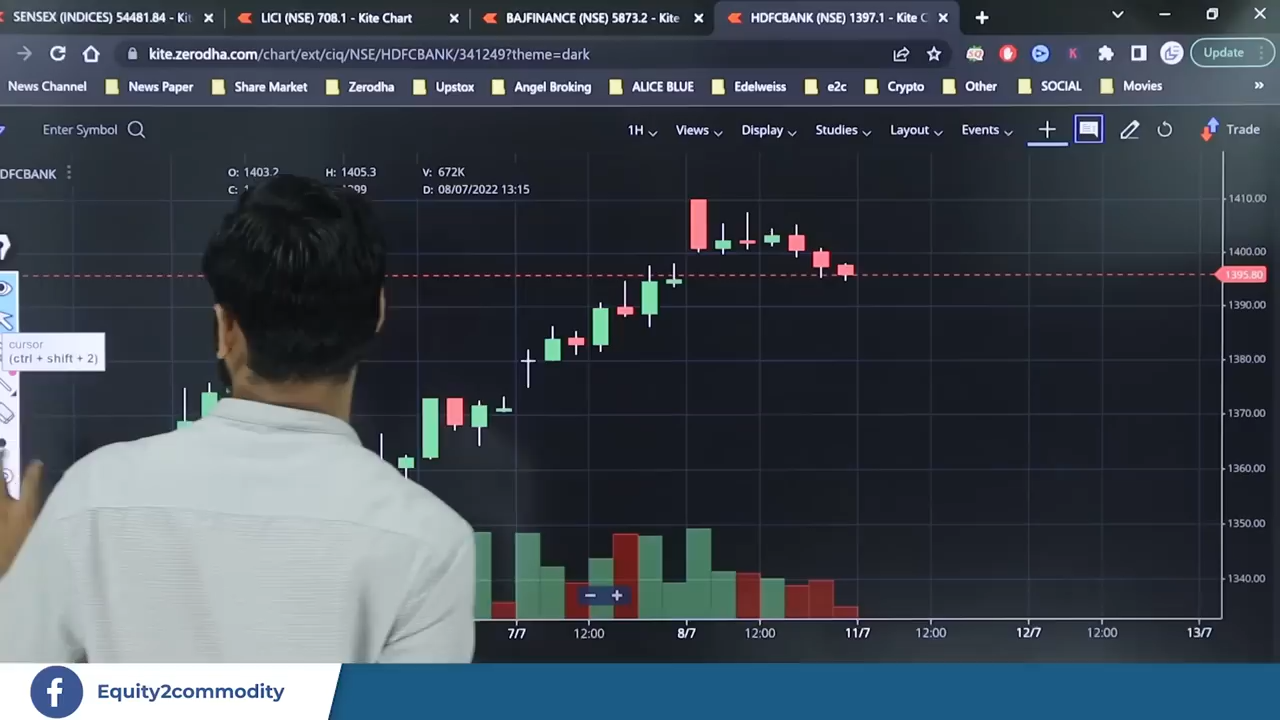 SENSEX (INDICES) 54481.84 - Ki
LICI (NSE) 708.1 - Kite Chart
BAJFINANCE (NSE) 5873.2 - Kite
HDFCBANK (NSE) 1397.1 - Kite C
kite.zerodha.com/chart/ext/ciq/NSE/HDFCBANK/341249?theme=dark
Update
News Channel News Paper Share Market Zerodha Upstox Angel Broking ALICE BLUE Edelweiss e2c Crypto Other SOCIAL Movies »
Enter Symbol 1H Views Display Studies Layout Events Trade
DFCBANK
O: 1403.2 H: 1405.3 V: 672K
C: D: 08/07/2022 13:15
1410.00
1400.00
1395.80
1390.00
1380.00
1370.00
1360.00
1350.00
1340.00
cursor
(ctrl + shift + 2)
− +
7/7 12:00 8/7 12:00 11/7 12:00 12/7 12:00 13/7
Equity2commodity